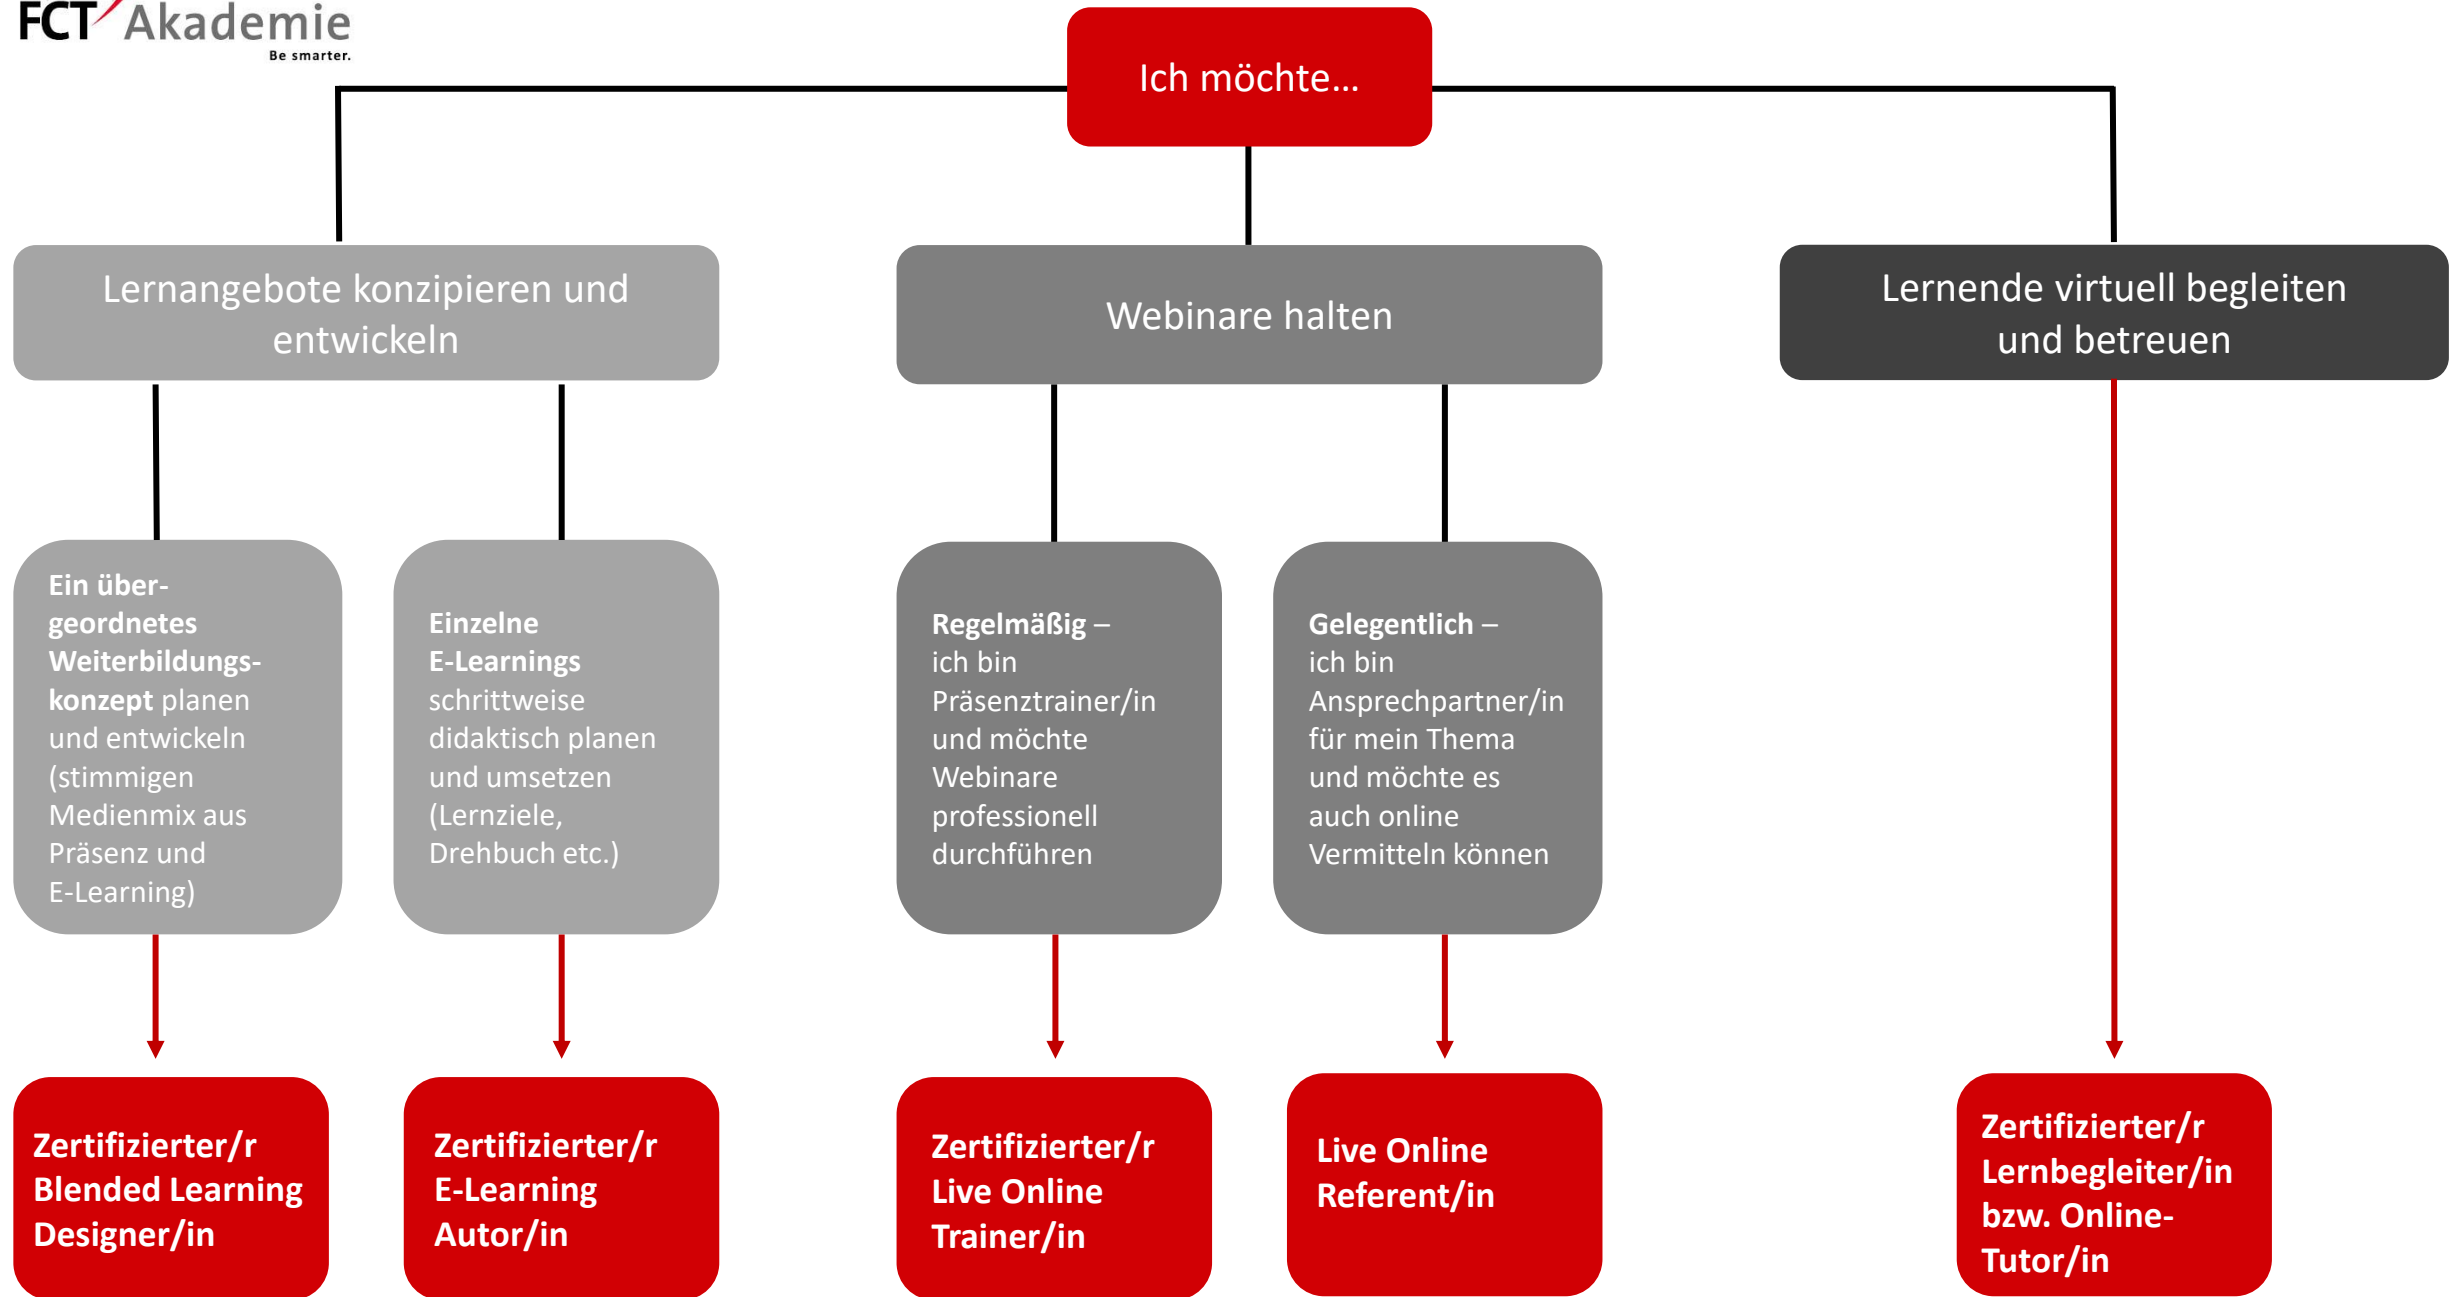 FCT Akademie
Be smarter.
Ich möchte...
Lernangebote konzipieren und
entwickeln
Webinare halten
Lernende virtuell begleiten
und betreuen
Ein über-
geordnetes
Weiterbildungs-
konzept planen
und entwickeln
(stimmigen
Medienmix aus
Präsenz und
E-Learning)
Einzelne
E-Learnings
schrittweise
didaktisch planen
und umsetzen
(Lernziele,
Drehbuch etc.)
Regelmäßig –
ich bin
Präsenztrainer/in
und möchte
Webinare
professionell
durchführen
Gelegentlich –
ich bin
Ansprechpartner/in
für mein Thema
und möchte es
auch online
Vermitteln können
Zertifizierter/r
Blended Learning
Designer/in
Zertifizierter/r
E-Learning
Autor/in
Zertifizierter/r
Live Online
Trainer/in
Live Online
Referent/in
Zertifizierter/r
Lernbegleiter/in
bzw. Online-
Tutor/in